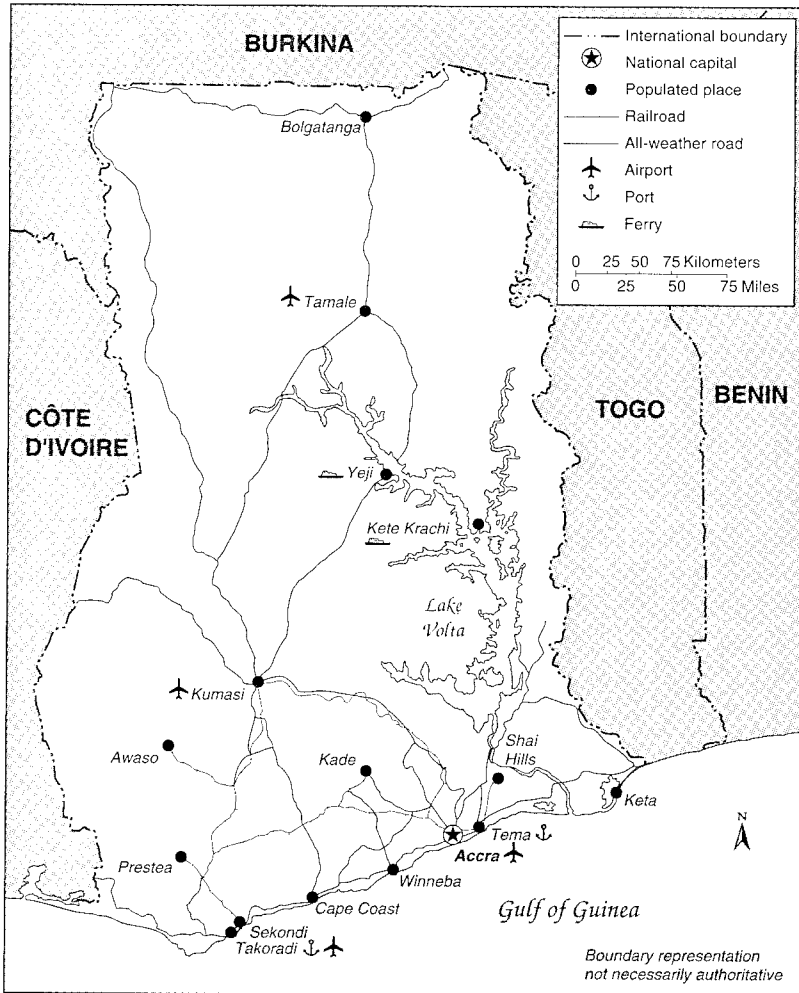 BURKINA
International boundary
National capital
Populated place
Railroad
All-weather road
Airport
Port
Ferry
0 25 50 75 Kilometers
0 25 50 75 Miles
Bolgatanga
Tamale
CÔTE
D'IVOIRE
TOGO
BENIN
Yeji
Kete Krachi
Lake
Volta
Kumasi
Awaso
Kade
Shai
Hills
Keta
Tema
Accra
Prestea
Winneba
Cape Coast
Sekondi
Takoradi
Gulf of Guinea
N
Boundary representation
not necessarily authoritative